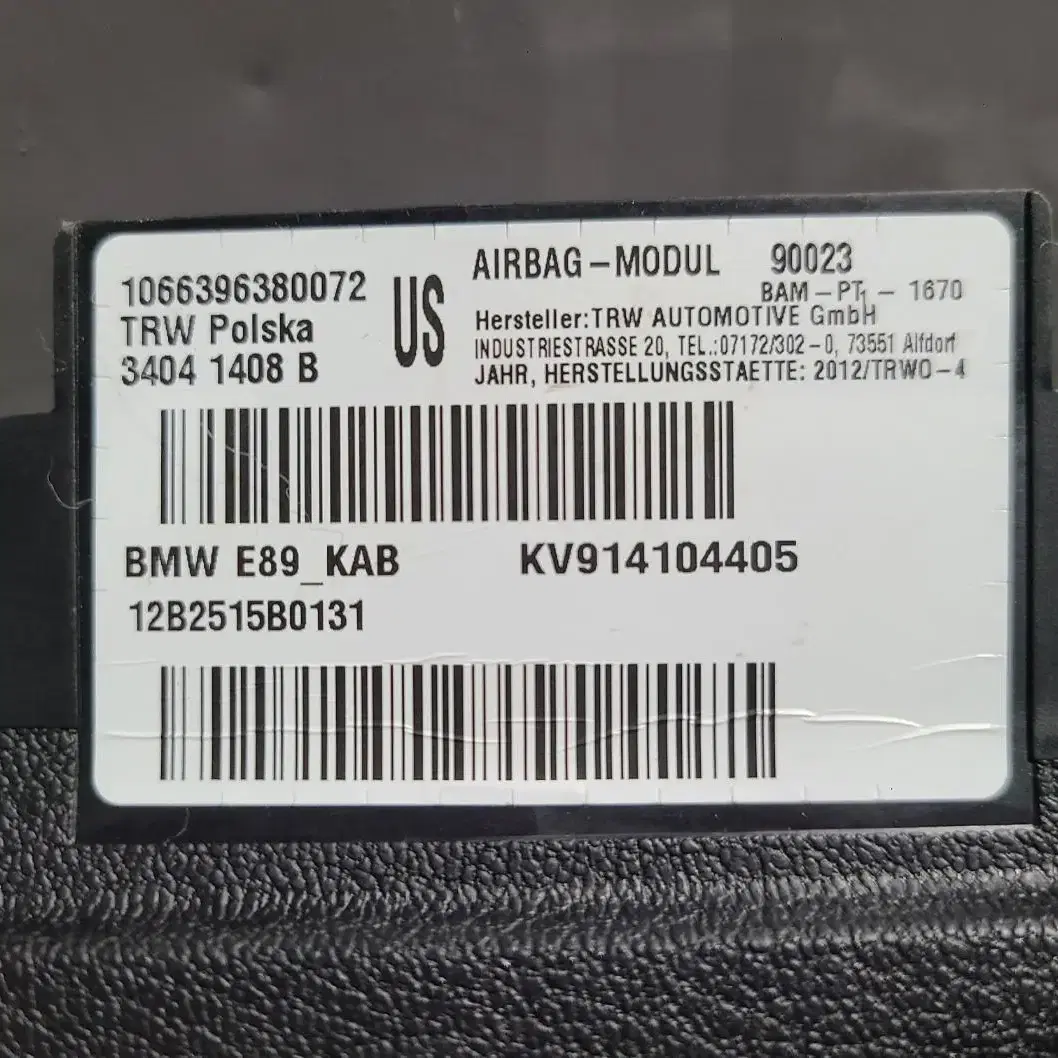 1066396380072
TRW Polska
3404 1408 B
US
AIRBAG-MODUL 90023
BAM-PT₁ - 1670
Hersteller:TRW AUTOMOTIVE GmbH
INDUSTRIESTRASSE 20, TEL.:07172/302-0, 73551 Alfdorf
JAHR, HERSTELLUNGSSTAETTE: 2012/TRWO-4
BMW E89_KAB KV914104405
12B2515B0131